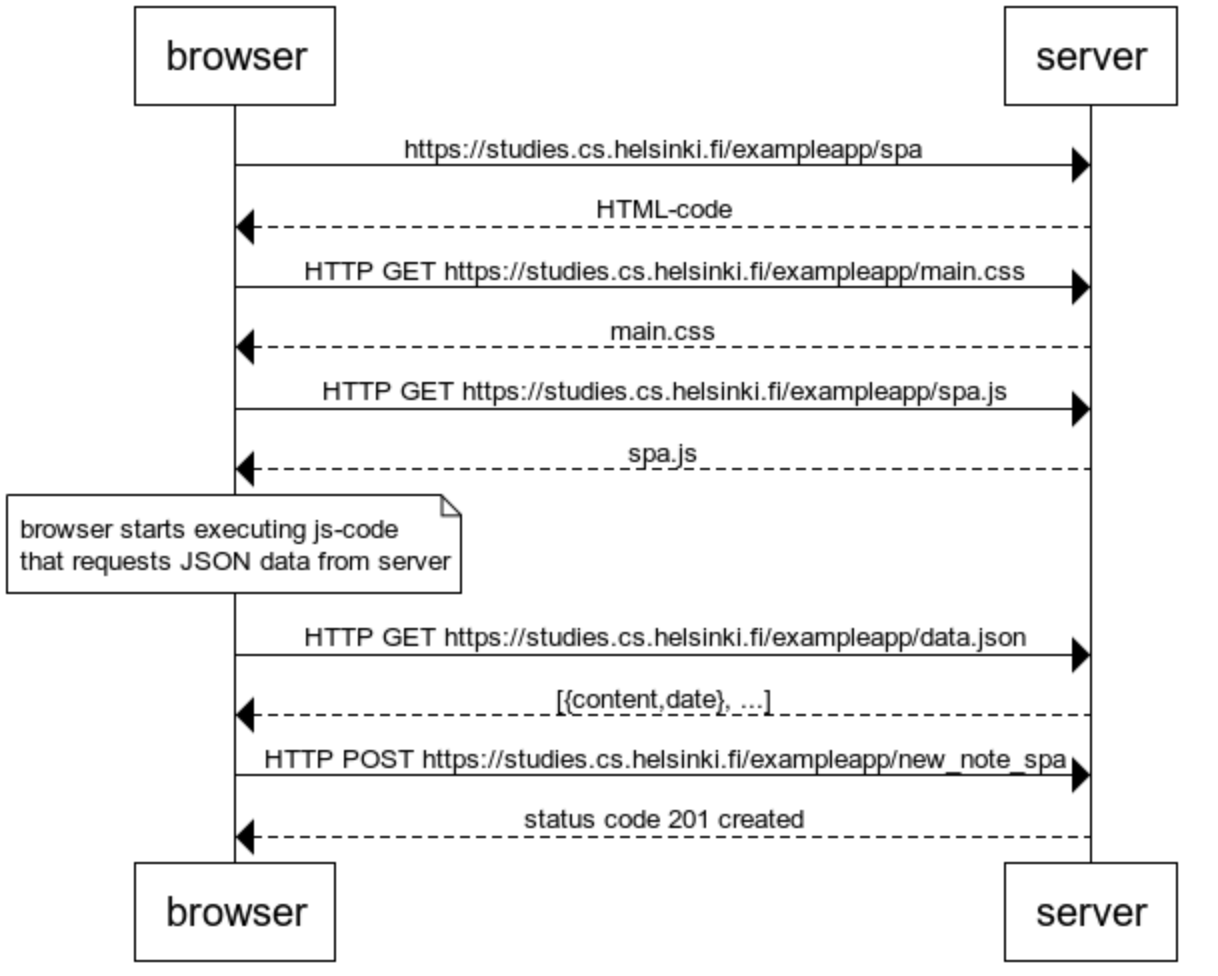 browser
server
https://studies.cs.helsinki.fi/exampleapp/spa
HTML-code
HTTP GET https://studies.cs.helsinki.fi/exampleapp/main.css
main.css
HTTP GET https://studies.cs.helsinki.fi/exampleapp/spa.js
spa.js
browser starts executing js-code
that requests JSON data from server
HTTP GET https://studies.cs.helsinki.fi/exampleapp/data.json
[{content,date}, ...]
HTTP POST https://studies.cs.helsinki.fi/exampleapp/new_note_spa
status code 201 created
browser
server